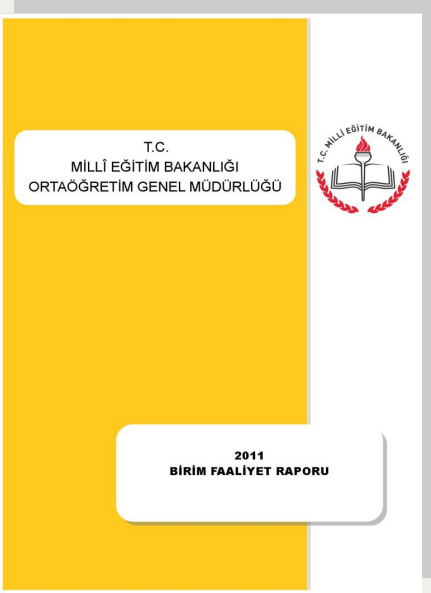 T.C.
MİLLÎ EĞİTİM BAKANLIĞI
ORTAÖĞRETİM GENEL MÜDÜRLÜĞÜ
T.C. MİLLİ EĞİTİM BAKANLIĞI
2011
BİRİM FAALİYET RAPORU